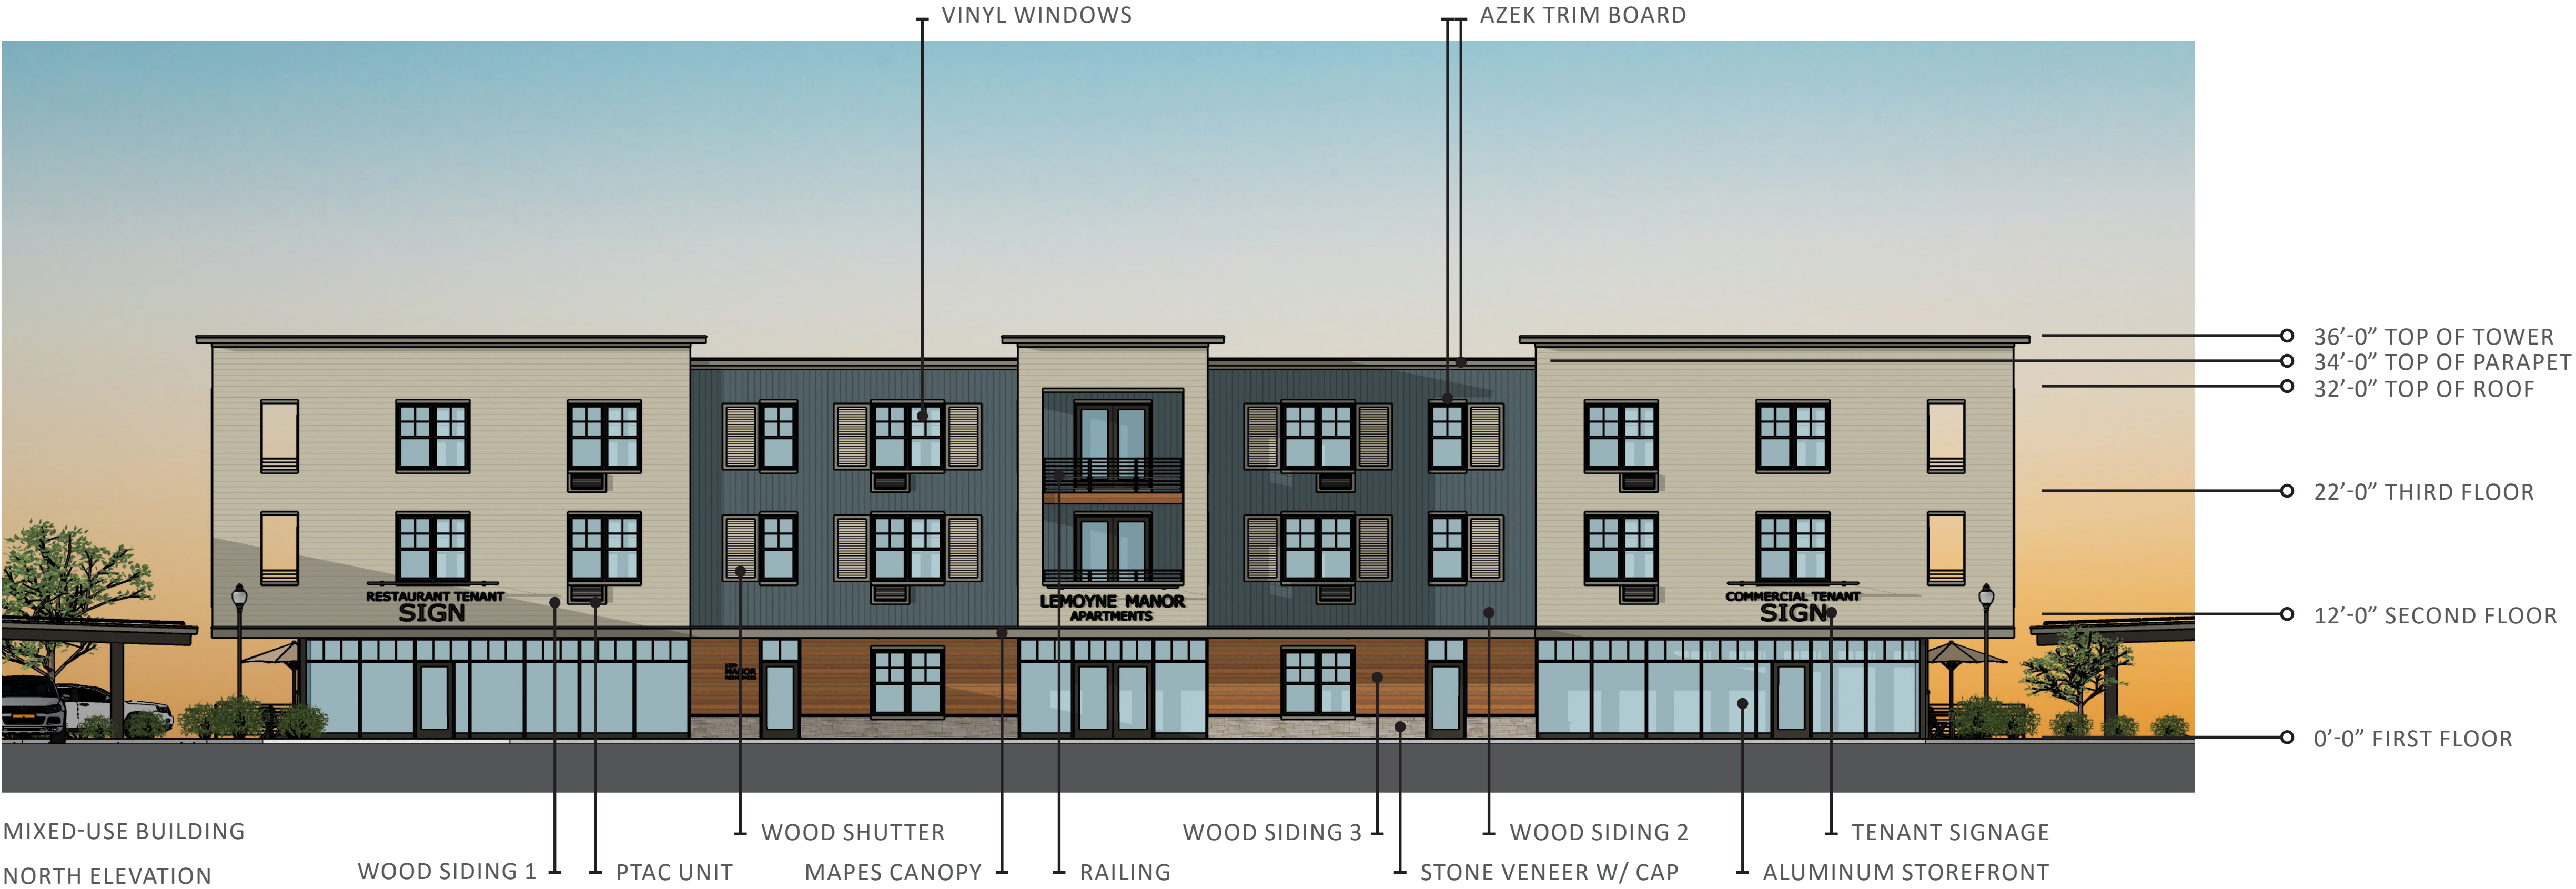 VINYL WINDOWS
AZEK TRIM BOARD
36’-0” TOP OF TOWER
34’-0” TOP OF PARAPET
32’-0” TOP OF ROOF
22’-0” THIRD FLOOR
12’-0” SECOND FLOOR
0’-0” FIRST FLOOR
RESTAURANT TENANT
SIGN
LEMOYNE MANOR
APARTMENTS
COMMERCIAL TENANT
SIGN
MANOR
MIXED-USE BUILDING
NORTH ELEVATION
WOOD SHUTTER
WOOD SIDING 3
WOOD SIDING 2
TENANT SIGNAGE
WOOD SIDING 1
PTAC UNIT
MAPES CANOPY
RAILING
STONE VENEER W/ CAP
ALUMINUM STOREFRONT